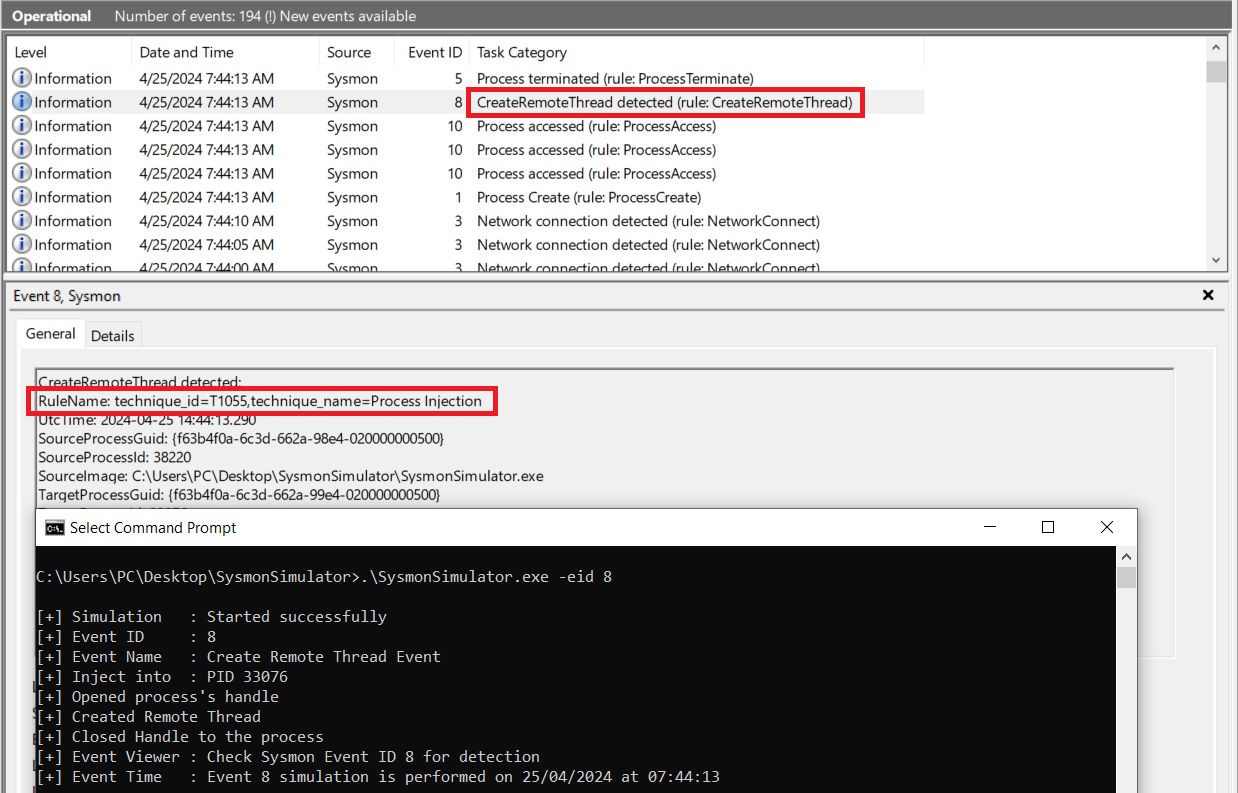 Operational Number of events: 194 (!) New events available
Level Date and Time Source Event ID Task Category
Information 4/25/2024 7:44:13 AM Sysmon 5 Process terminated (rule: ProcessTerminate)
Information 4/25/2024 7:44:13 AM Sysmon 8 CreateRemoteThread detected (rule: CreateRemoteThread)
Information 4/25/2024 7:44:13 AM Sysmon 10 Process accessed (rule: ProcessAccess)
Information 4/25/2024 7:44:13 AM Sysmon 10 Process accessed (rule: ProcessAccess)
Information 4/25/2024 7:44:13 AM Sysmon 10 Process accessed (rule: ProcessAccess)
Information 4/25/2024 7:44:13 AM Sysmon 1 Process Create (rule: ProcessCreate)
Information 4/25/2024 7:44:10 AM Sysmon 3 Network connection detected (rule: NetworkConnect)
Information 4/25/2024 7:44:05 AM Sysmon 3 Network connection detected (rule: NetworkConnect)
Information 4/25/2024 7:44:00 AM Sysmon 3 Network connection detected (rule: NetworkConnect)
Event 8, Sysmon
General Details
CreateRemoteThread detected:
RuleName: technique_id=T1055,technique_name=Process Injection
UtcTime: 2024-04-25 14:44:13.290
SourceProcessGuid: {f63b4f0a-6c3d-662a-98e4-020000000500}
SourceProcessId: 38220
SourceImage: C:\Users\PC\Desktop\SysmonSimulator\SysmonSimulator.exe
TargetProcessGuid: {f63b4f0a-6c3d-662a-99e4-020000000500}
Select Command Prompt
C:\Users\PC\Desktop\SysmonSimulator>.\SysmonSimulator.exe -eid 8
[+] Simulation : Started successfully
[+] Event ID : 8
[+] Event Name : Create Remote Thread Event
[+] Inject into : PID 33076
[+] Opened process's handle
[+] Created Remote Thread
[+] Closed Handle to the process
[+] Event Viewer : Check Sysmon Event ID 8 for detection
[+] Event Time : Event 8 simulation is performed on 25/04/2024 at 07:44:13